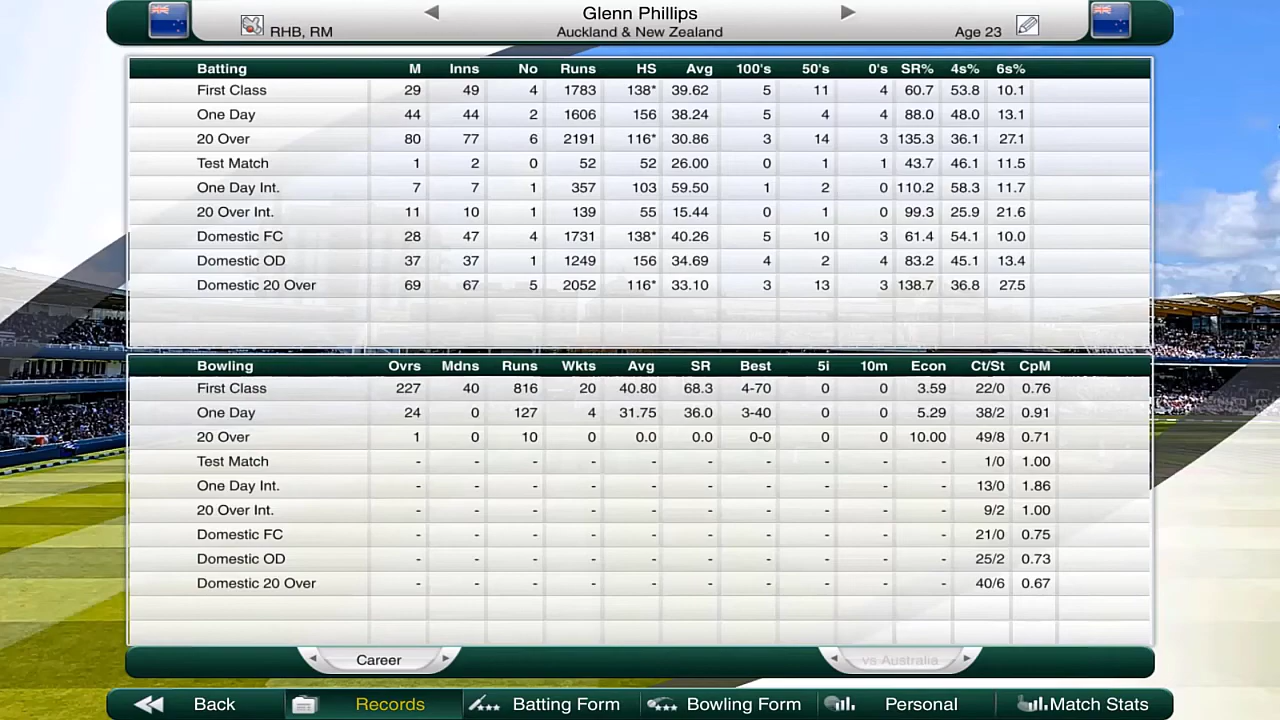 Glenn Phillips
RHB, RM Auckland & New Zealand Age 23
Batting M Inns No Runs HS Avg 100's 50's 0's SR% 4s% 6s%
First Class 29 49 4 1783 138* 39.62 5 11 4 60.7 53.8 10.1
One Day 44 44 2 1606 156 38.24 5 4 4 88.0 48.0 13.1
20 Over 80 77 6 2191 116* 30.86 3 14 3 135.3 36.1 27.1
Test Match 1 2 0 52 52 26.00 0 1 1 43.7 46.1 11.5
One Day Int. 7 7 1 357 103 59.50 1 2 0 110.2 58.3 11.7
20 Over Int. 11 10 1 139 55 15.44 0 1 0 99.3 25.9 21.6
Domestic FC 28 47 4 1731 138* 40.26 5 10 3 61.4 54.1 10.0
Domestic OD 37 37 1 1249 156 34.69 4 2 4 83.2 45.1 13.4
Domestic 20 Over 69 67 5 2052 116* 33.10 3 13 3 138.7 36.8 27.5
Bowling Ovrs Mdns Runs Wkts Avg SR Best 5i 10m Econ Ct/St CpM
First Class 227 40 816 20 40.80 68.3 4-70 0 0 3.59 22/0 0.76
One Day 24 0 127 4 31.75 36.0 3-40 0 0 5.29 38/2 0.91
20 Over 1 0 10 0 0.0 0.0 0-0 0 0 10.00 49/8 0.71
Test Match - - - - - - - - - - 1/0 1.00
One Day Int. - - - - - - - - - - 13/0 1.86
20 Over Int. - - - - - - - - - - 9/2 1.00
Domestic FC - - - - - - - - - - 21/0 0.75
Domestic OD - - - - - - - - - - 25/2 0.73
Domestic 20 Over - - - - - - - - - - 40/6 0.67
Career vs Australia
Back Records Batting Form Bowling Form Personal Match Stats